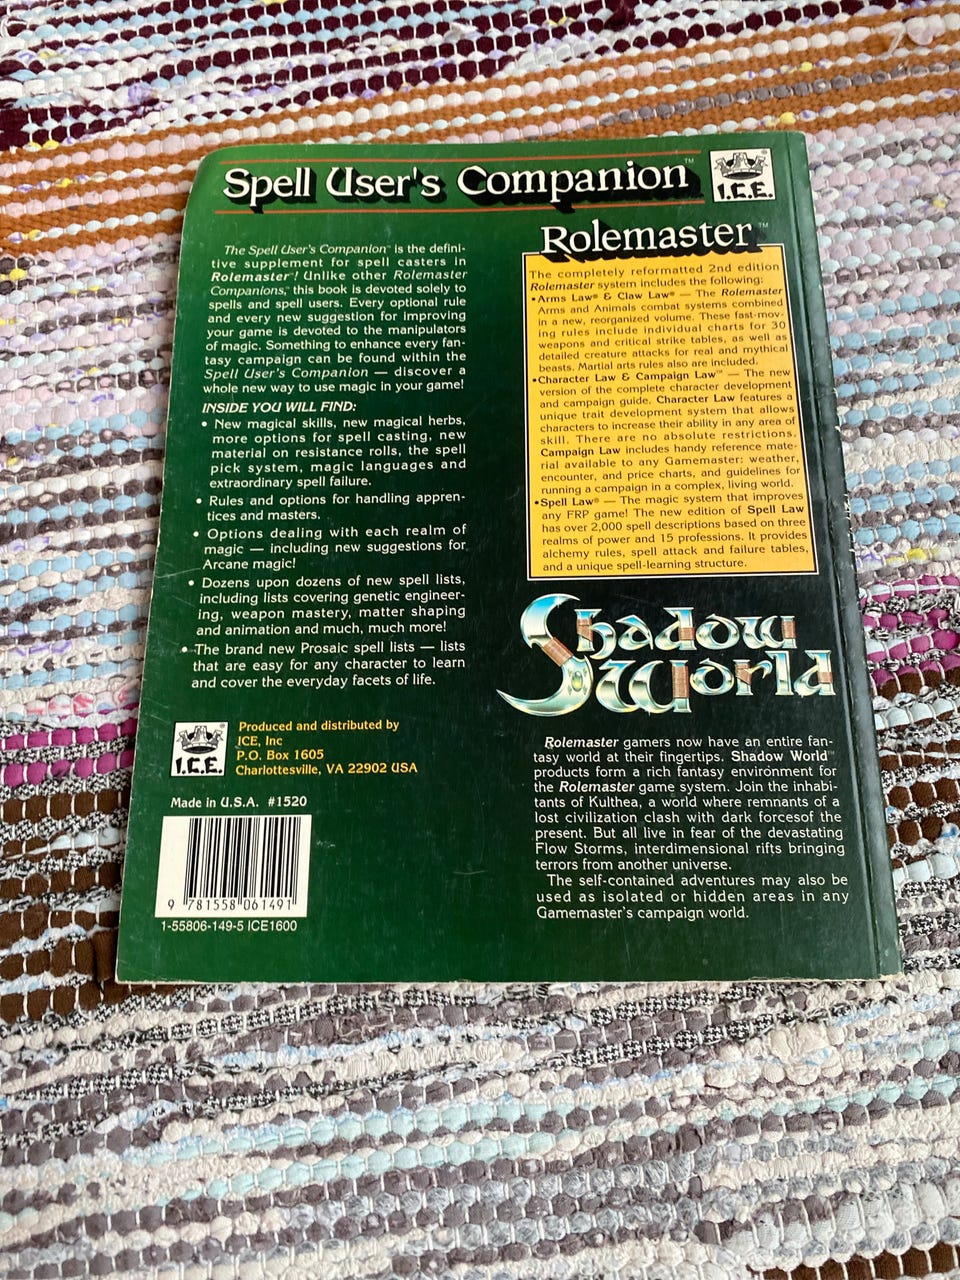 Spell User's Companion™
I.C.E.®
The Spell User's Companion™ is the defini-
tive supplement for spell casters in
Rolemaster™! Unlike other Rolemaster
Companions,™ this book is devoted solely to
spells and spell users. Every optional rule
and every new suggestion for improving
your game is devoted to the manipulators
of magic. Something to enhance every fan-
tasy campaign can be found within the
Spell User's Companion — discover a
whole new way to use magic in your game!
INSIDE YOU WILL FIND:
• New magical skills, new magical herbs,
more options for spell casting, new
material on resistance rolls, the spell
pick system, magic languages and
extraordinary spell failure.
• Rules and options for handling appren-
tices and masters.
• Options dealing with each realm of
magic — including new suggestions for
Arcane magic!
• Dozens upon dozens of new spell lists,
including lists covering genetic engineer-
ing, weapon mastery, matter shaping
and animation and much, much more!
• The brand new Prosaic spell lists — lists
that are easy for any character to learn
and cover the everyday facets of life.
I.C.E.
Produced and distributed by
ICE, Inc
P.O. Box 1605
Charlottesville, VA 22902 USA
Made in U.S.A. #1520
9 781558 061491
1-55806-149-5 ICE1600
Rolemaster™
The completely reformatted 2nd edition
Rolemaster system includes the following:
•Arms Law® & Claw Law® — The Rolemaster
Arms and Animals combat systems combined
in a new, reorganized volume. These fast-mov-
ing rules include individual charts for 30
weapons and critical strike tables, as well as
detailed creature attacks for real and mythical
beasts. Martial arts rules also are included.
•Character Law & Campaign Law™ — The new
version of the complete character development
and campaign guide. Character Law features a
unique trait development system that allows
characters to increase their ability in any area of
skill. There are no absolute restrictions.
Campaign Law includes handy reference mate-
rial available to any Gamemaster: weather,
encounter, and price charts, and guidelines for
running a campaign in a complex, living world.
•Spell Law® — The magic system that improves
any FRP game! The new edition of Spell Law
has over 2,000 spell descriptions based on three
realms of power and 15 professions. It provides
alchemy rules, spell attack and failure tables,
and a unique spell-learning structure.
Shadow
World
Rolemaster gamers now have an entire fan-
tasy world at their fingertips. Shadow World™
products form a rich fantasy environment for
the Rolemaster game system. Join the inhabi-
tants of Kulthea, a world where remnants of a
lost civilization clash with dark forcesof the
present. But all live in fear of the devastating
Flow Storms, interdimensional rifts bringing
terrors from another universe.
The self-contained adventures may also be
used as isolated or hidden areas in any
Gamemaster's campaign world.